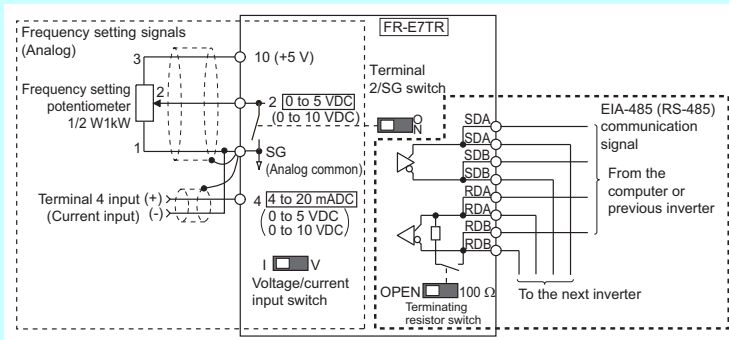 Frequency setting signals
(Analog)
3
Frequency setting
potentiometer
1/2 W1kW
2
1
Terminal 4 input (+)
(Current input) (-)
10 (+5 V)
2 0 to 5 VDC
(0 to 10 VDC)
SG
(Analog common)
4 4 to 20 mADC
(0 to 5 VDC
0 to 10 VDC)
I V
Voltage/current
input switch
FR-E7TR
Terminal
2/SG switch
O
N
SDA
SDA
SDB
SDB
RDA
RDA
RDB
RDB
OPEN 100 Ω
Terminating
resistor switch
EIA-485 (RS-485)
communication
signal
From the
computer or
previous inverter
To the next inverter